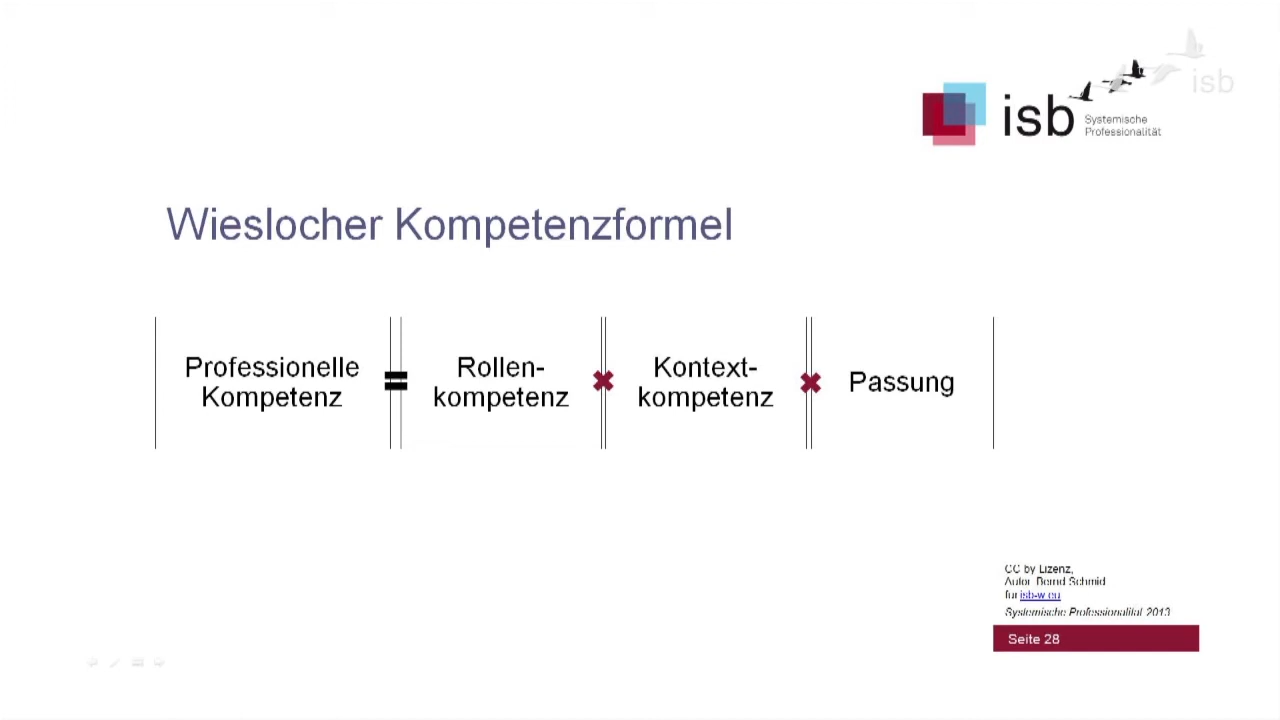 isb
isb
Systemische
Professionalität
Wieslocher Kompetenzformel
Professionelle
Kompetenz
=
Rollen-
kompetenz
×
Kontext-
kompetenz
×
Passung
CC by Lizenz,
Autor Bernd Schmid
für isb-w.eu
Systemische Professionalität 2013
Seite 28